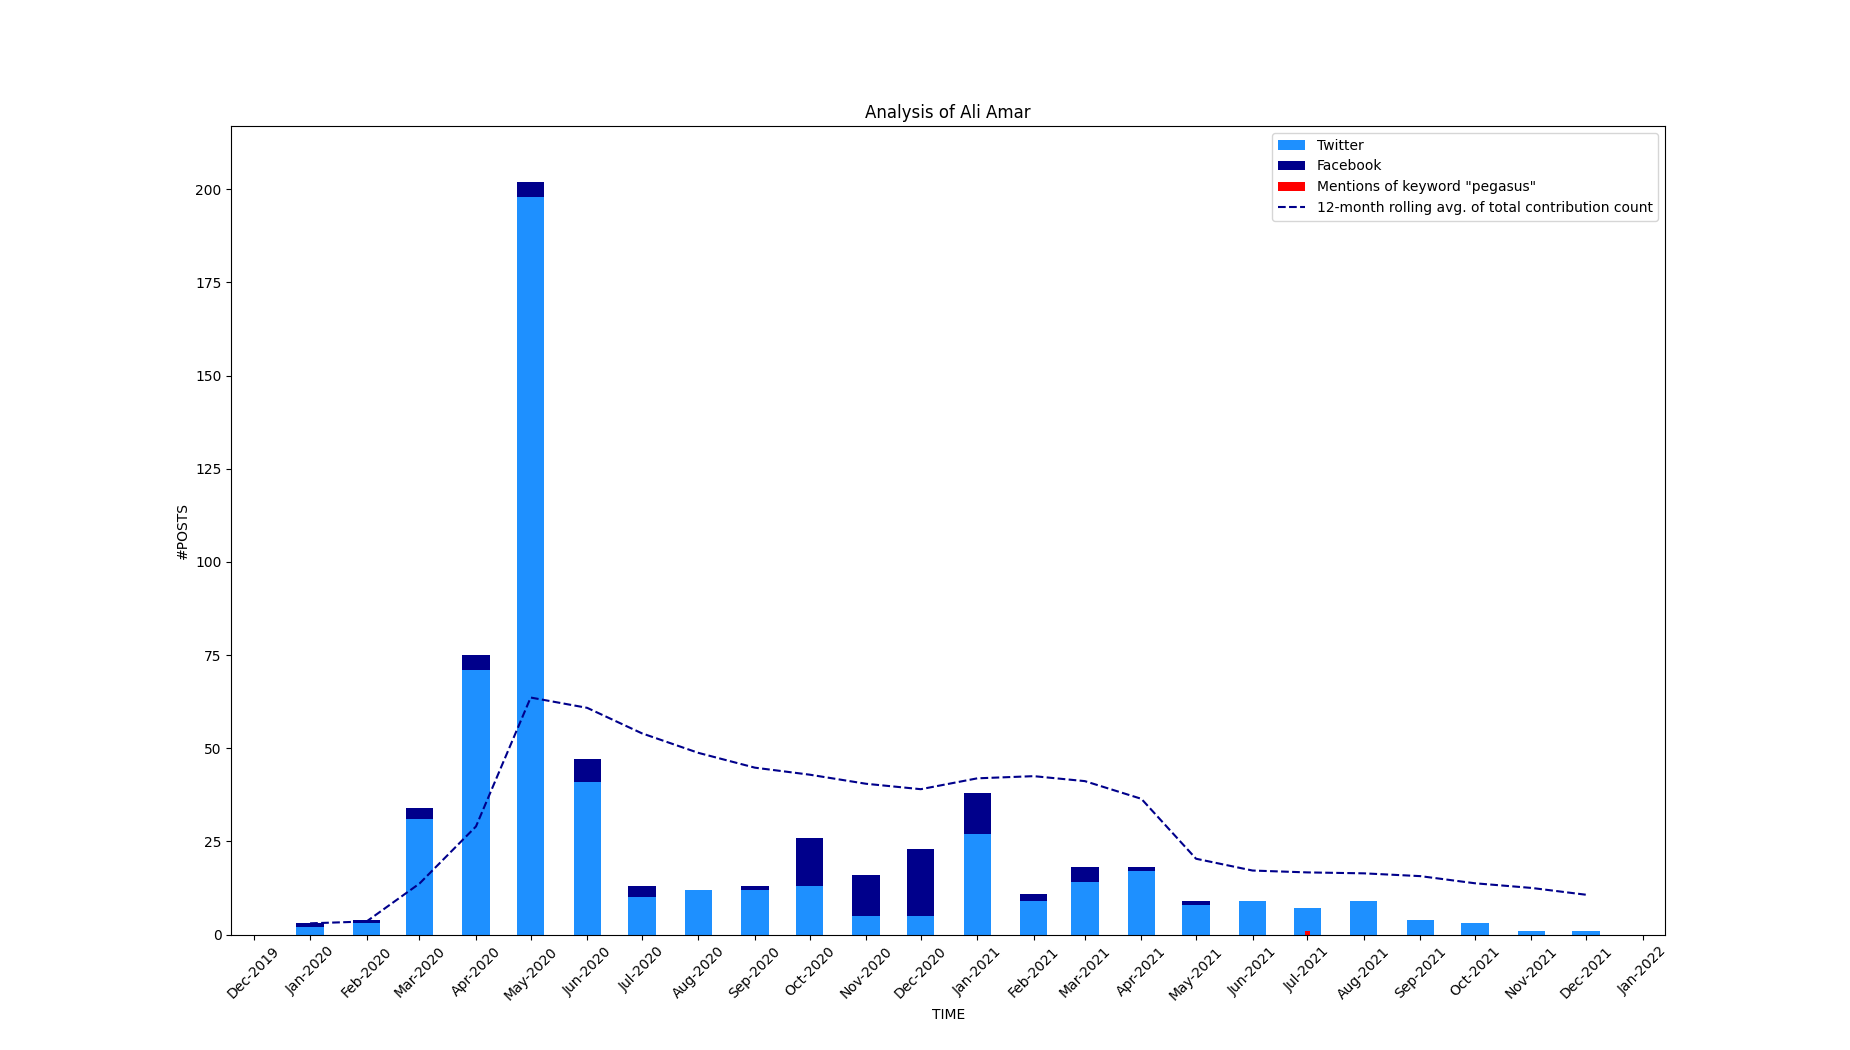 Analysis of Ali Amar
Twitter
Facebook
Mentions of keyword "pegasus"
12-month rolling avg. of total contribution count
200
175
150
125
100
75
50
25
0
#POSTS
Dec-2019
Jan-2020
Feb-2020
Mar-2020
Apr-2020
May-2020
Jun-2020
Jul-2020
Aug-2020
Sep-2020
Oct-2020
Nov-2020
Dec-2020
Jan-2021
Feb-2021
Mar-2021
Apr-2021
May-2021
Jun-2021
Jul-2021
Aug-2021
Sep-2021
Oct-2021
Nov-2021
Dec-2021
Jan-2022
TIME